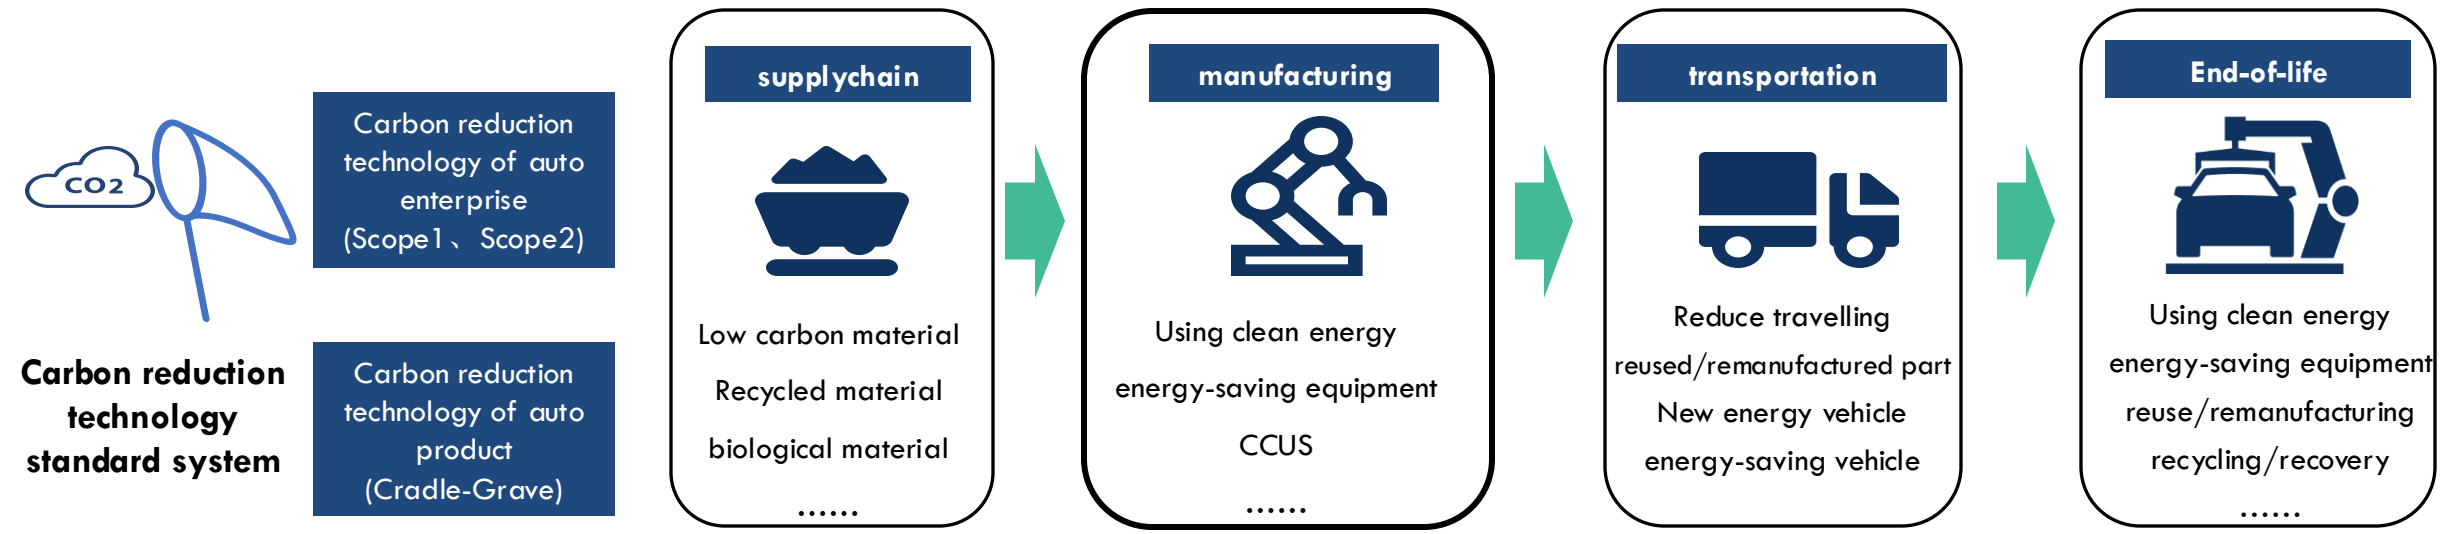 CO2
Carbon reduction
technology
standard system
Carbon reduction
technology of auto
enterprise
(Scope1、Scope2)
Carbon reduction
technology of auto
product
(Cradle-Grave)
supplychain
Low carbon material
Recycled material
biological material
......
manufacturing
Using clean energy
energy-saving equipment
CCUS
......
transportation
Reduce travelling
reused/remanufactured part
New energy vehicle
energy-saving vehicle
End-of-life
Using clean energy
energy-saving equipment
reuse/remanufacturing
recycling/recovery
......